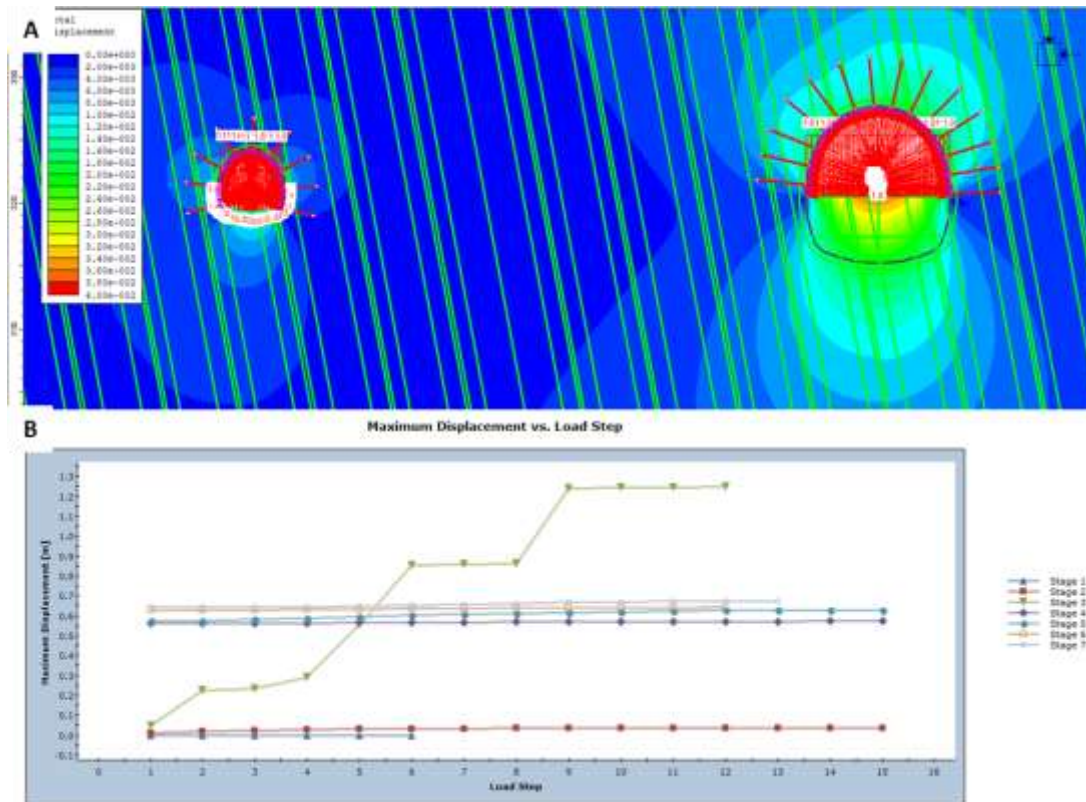 A
tal
isplacement
0.00e+000
2.00e-003
4.00e-003
6.00e-003
8.00e-003
1.00e-002
1.20e-002
1.40e-002
1.60e-002
1.80e-002
2.00e-002
2.20e-002
2.40e-002
2.60e-002
2.80e-002
3.00e-002
3.20e-002
3.40e-002
3.60e-002
3.80e-002
4.00e-002
B
Maximum Displacement vs. Load Step
Maximum Displacement [m]
1.3
1.2
1.1
1.0
0.9
0.8
0.7
0.6
0.5
0.4
0.3
0.2
0.1
0.0
-0.1
0 1 2 3 4 5 6 7 8 9 10 11 12 13 14 15 16
Load Step
Stage 1
Stage 2
Stage 3
Stage 4
Stage 5
Stage 6
Stage 7